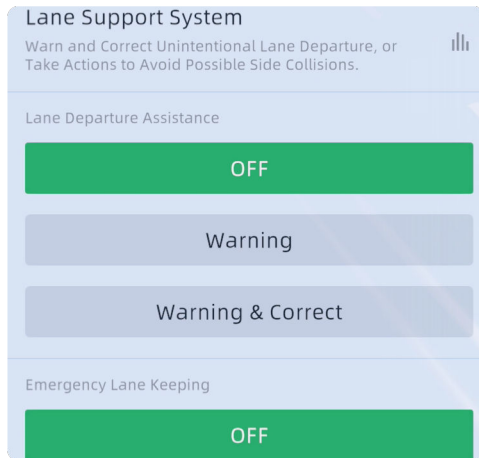 Lane Support System
Warn and Correct Unintentional Lane Departure, or
Take Actions to Avoid Possible Side Collisions.
Lane Departure Assistance
OFF
Warning
Warning & Correct
Emergency Lane Keeping
OFF